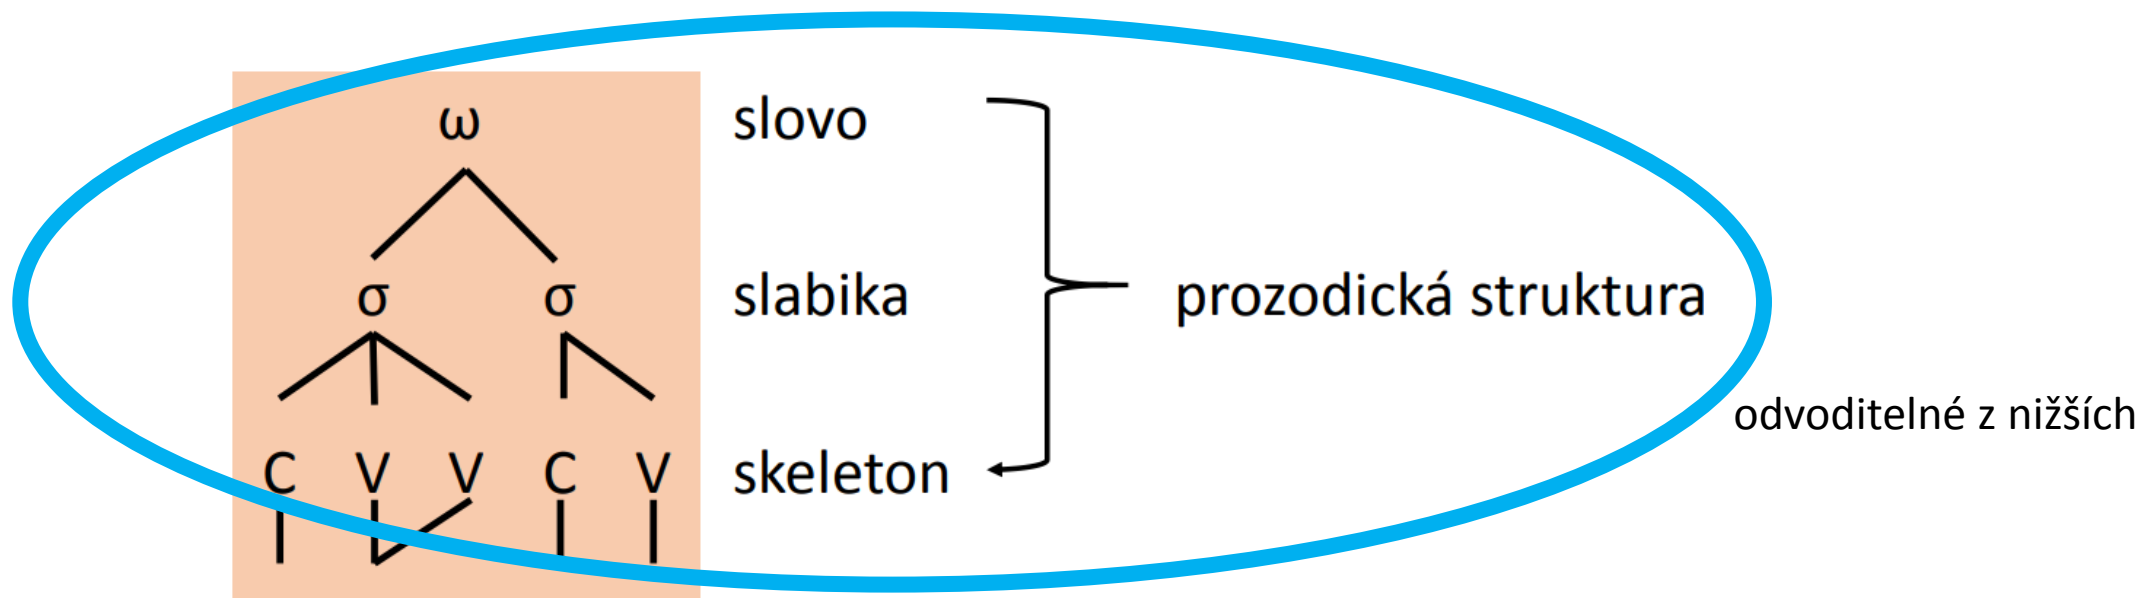 ω slovo
σ σ slabika prozodická struktura
odvoditelné z nižších
C V V C V skeleton